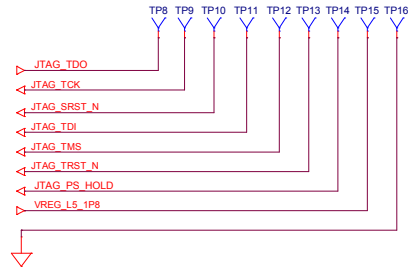 TP8 TP9 TP10 TP11 TP12 TP13 TP14 TP15 TP16
JTAG_TDO
JTAG_TCK
JTAG_SRST_N
JTAG_TDI
JTAG_TMS
JTAG_TRST_N
JTAG_PS_HOLD
VREG_L5_1P8